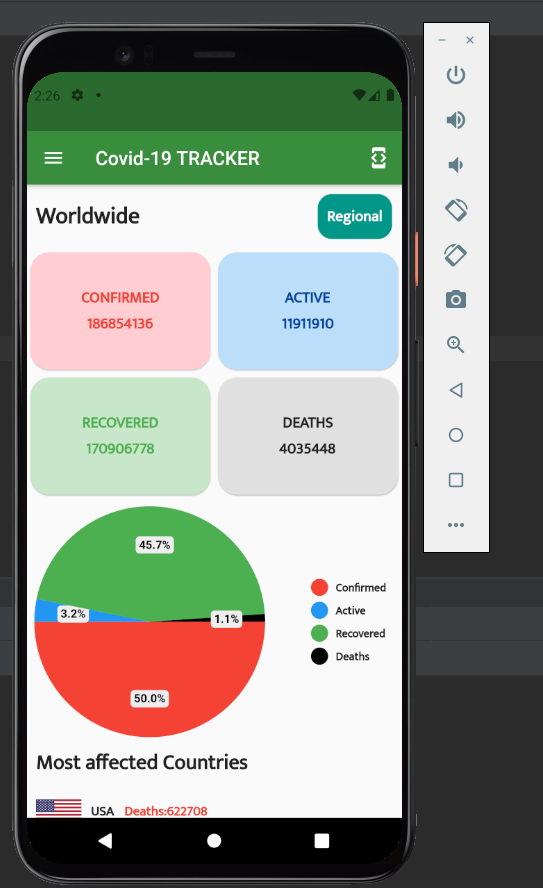 2:26
Covid-19 TRACKER
Worldwide
Regional
CONFIRMED
186854136
ACTIVE
11911910
RECOVERED
170906778
DEATHS
4035448
45.7%
3.2%
1.1%
50.0%
Confirmed
Active
Recovered
Deaths
Most affected Countries
USA Deaths:622708